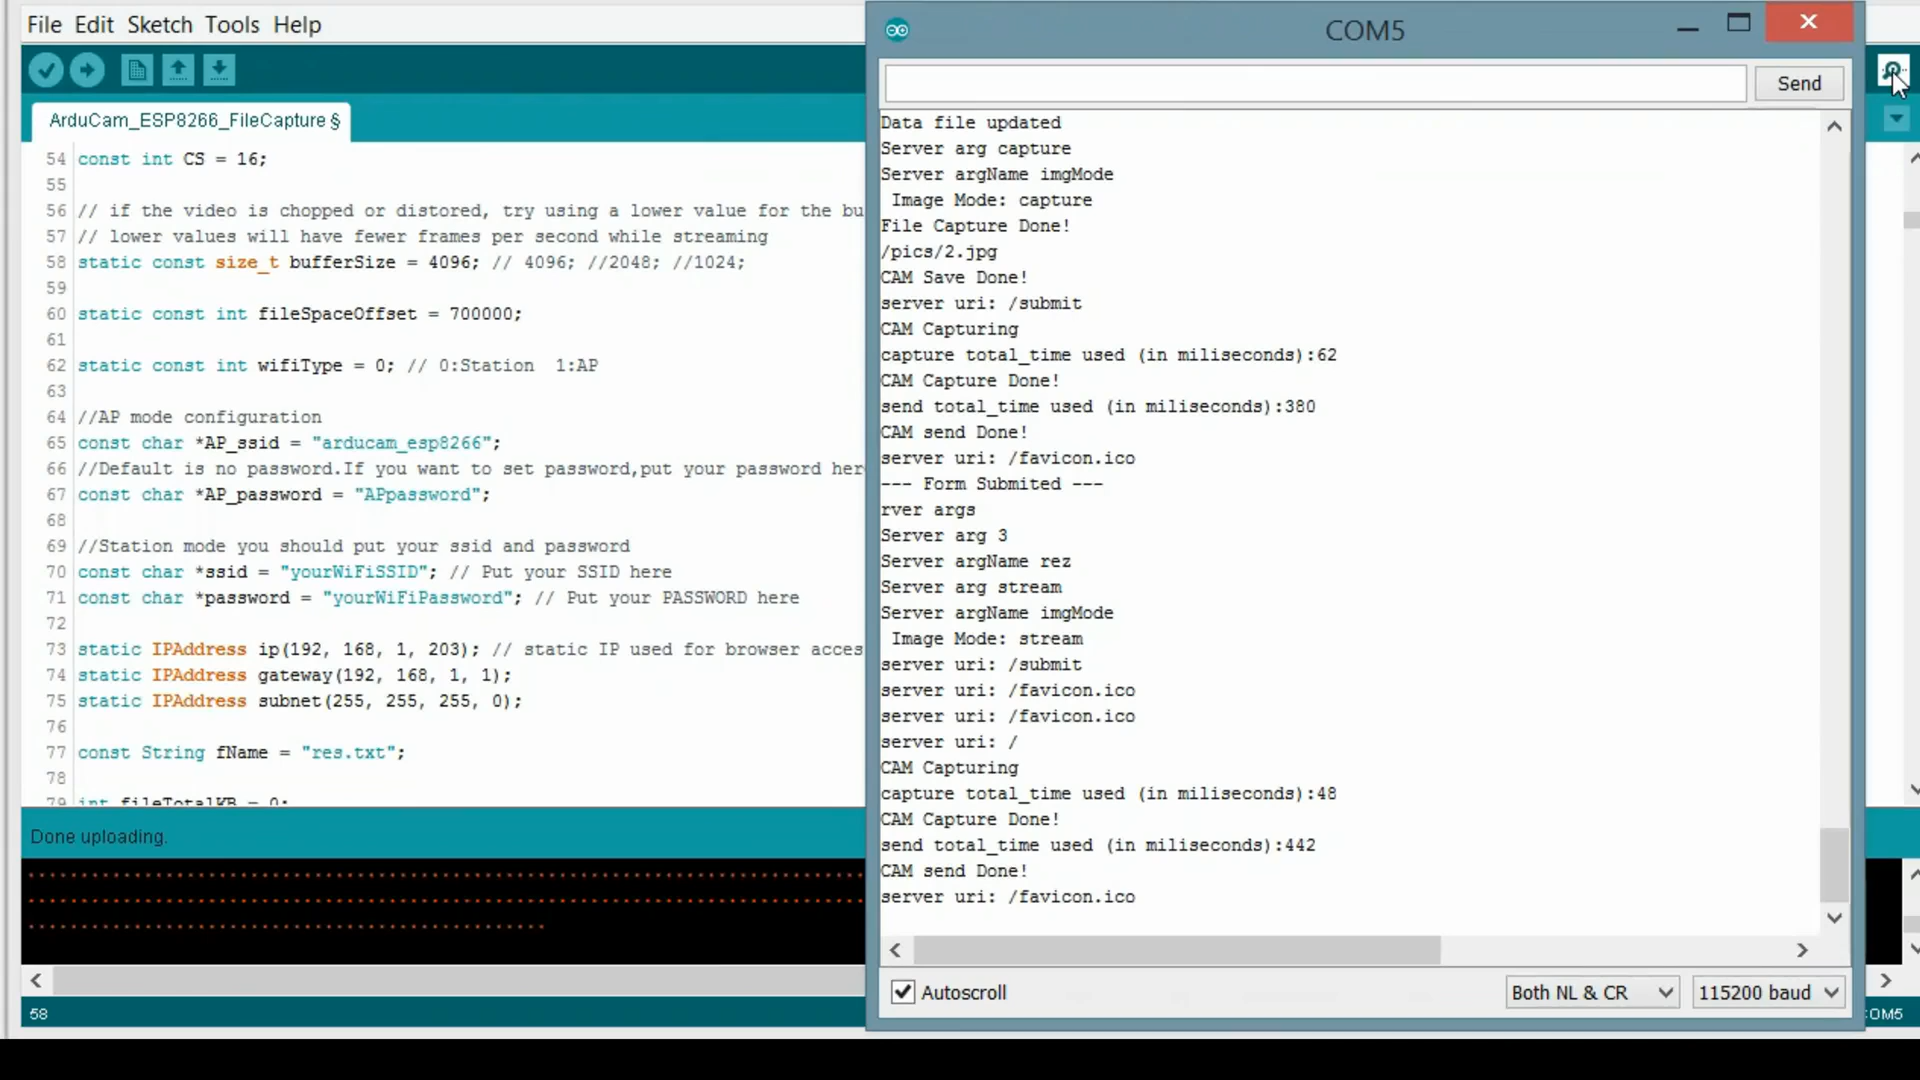 File Edit Sketch Tools Help
ArduCam_ESP8266_FileCapture §
54 const int CS = 16;
55
56 // if the video is chopped or distored, try using a lower value for the bu
57 // lower values will have fewer frames per second while streaming
58 static const size_t bufferSize = 4096; // 4096; //2048; //1024;
59
60 static const int fileSpaceOffset = 700000;
61
62 static const int wifiType = 0; // 0:Station  1:AP
63
64 //AP mode configuration
65 const char *AP_ssid = "arducam_esp8266";
66 //Default is no password.If you want to set password,put your password her
67 const char *AP_password = "APpassword";
68
69 //Station mode you should put your ssid and password
70 const char *ssid = "yourWiFiSSID"; // Put your SSID here
71 const char *password = "yourWiFiPassword"; // Put your PASSWORD here
72
73 static IPAddress ip(192, 168, 1, 203); // static IP used for browser acces
74 static IPAddress gateway(192, 168, 1, 1);
75 static IPAddress subnet(255, 255, 255, 0);
76
77 const String fName = "res.txt";
78
79 int fileTotalKB = 0;
Done uploading.
58
COM5
COM5
Send
Data file updated
Server arg capture
Server argName imgMode
Image Mode: capture
File Capture Done!
/pics/2.jpg
CAM Save Done!
server uri: /submit
CAM Capturing
capture total_time used (in miliseconds):62
CAM Capture Done!
send total_time used (in miliseconds):380
CAM send Done!
server uri: /favicon.ico
--- Form Submited ---
rver args
Server arg 3
Server argName rez
Server arg stream
Server argName imgMode
Image Mode: stream
server uri: /submit
server uri: /favicon.ico
server uri: /favicon.ico
server uri: /
CAM Capturing
capture total_time used (in miliseconds):48
CAM Capture Done!
send total_time used (in miliseconds):442
CAM send Done!
server uri: /favicon.ico
Autoscroll
Both NL & CR
115200 baud